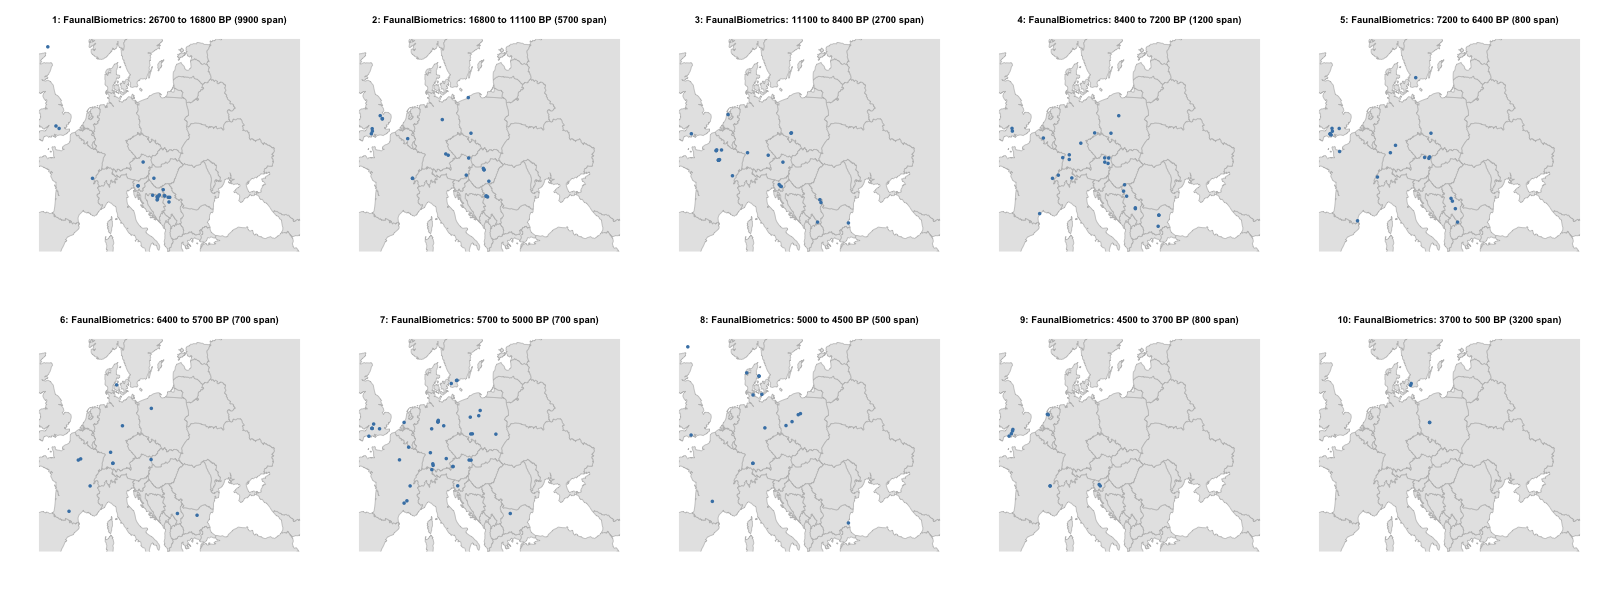 1: FaunalBiometrics: 26700 to 16800 BP (9900 span)
2: FaunalBiometrics: 16800 to 11100 BP (5700 span)
3: FaunalBiometrics: 11100 to 8400 BP (2700 span)
4: FaunalBiometrics: 8400 to 7200 BP (1200 span)
5: FaunalBiometrics: 7200 to 6400 BP (800 span)
6: FaunalBiometrics: 6400 to 5700 BP (700 span)
7: FaunalBiometrics: 5700 to 5000 BP (700 span)
8: FaunalBiometrics: 5000 to 4500 BP (500 span)
9: FaunalBiometrics: 4500 to 3700 BP (800 span)
10: FaunalBiometrics: 3700 to 500 BP (3200 span)